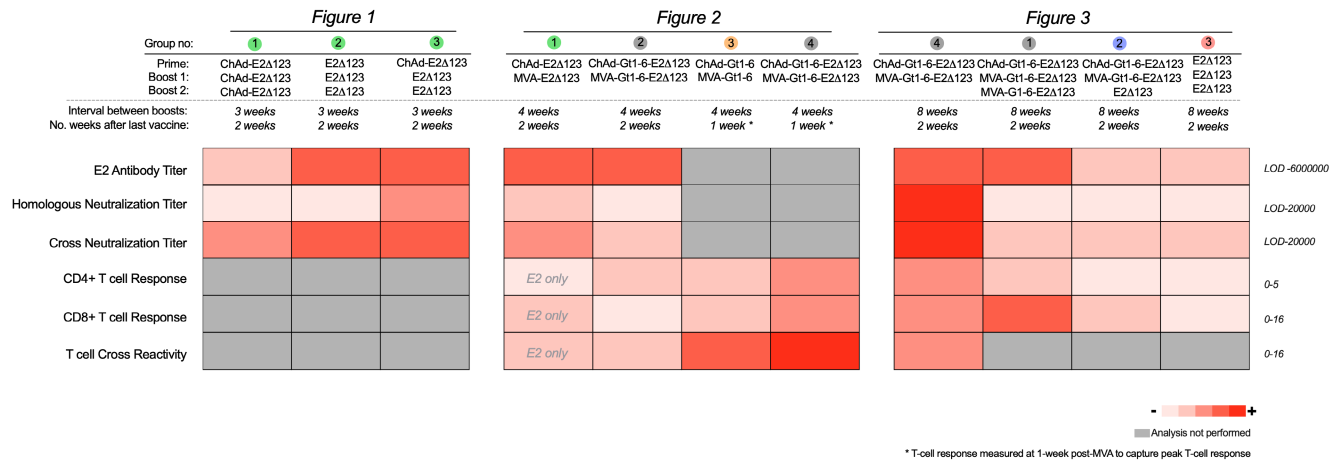 Figure 1 Figure 2 Figure 3
Group no: 1 2 3 1 2 3 4 4 1 2 3
Prime: ChAd-E2Δ123 E2Δ123 ChAd-E2Δ123 ChAd-E2Δ123 ChAd-Gt1-6-E2Δ123 ChAd-Gt1-6 ChAd-Gt1-6-E2Δ123 ChAd-Gt1-6-E2Δ123 ChAd-Gt1-6-E2Δ123 ChAd-Gt1-6-E2Δ123 E2Δ123
Boost 1: ChAd-E2Δ123 E2Δ123 E2Δ123 MVA-E2Δ123 MVA-Gt1-6-E2Δ123 MVA-Gt1-6 MVA-Gt1-6-E2Δ123 MVA-Gt1-6-E2Δ123 MVA-Gt1-6-E2Δ123 MVA-Gt1-6-E2Δ123 E2Δ123
Boost 2: ChAd-E2Δ123 E2Δ123 E2Δ123 MVA-G1-6-E2Δ123 E2Δ123 E2Δ123
Interval between boosts: 3 weeks 3 weeks 3 weeks 4 weeks 4 weeks 4 weeks 4 weeks 8 weeks 8 weeks 8 weeks 8 weeks
No. weeks after last vaccine: 2 weeks 2 weeks 2 weeks 2 weeks 2 weeks 1 week * 1 week * 2 weeks 2 weeks 2 weeks 2 weeks
E2 Antibody Titer LOD -6000000
Homologous Neutralization Titer LOD-20000
Cross Neutralization Titer LOD-20000
CD4+ T cell Response E2 only 0-5
CD8+ T cell Response E2 only 0-16
T cell Cross Reactivity E2 only 0-16
- +
Analysis not performed
* T-cell response measured at 1-week post-MVA to capture peak T-cell response